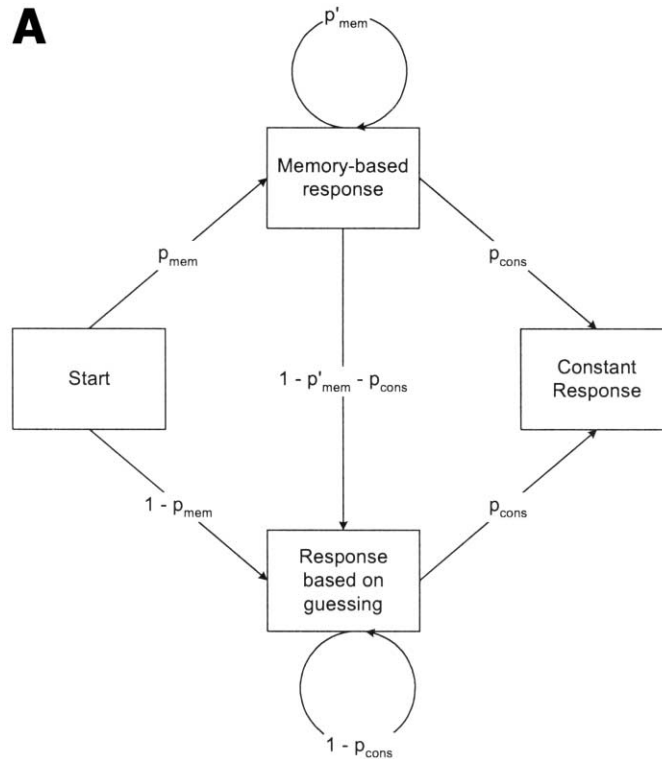 A
p'mem
Memory-based
response
pmem
pcons
Start
1 - p'mem - pcons
Constant
Response
1 - pmem
pcons
Response
based on
guessing
1 - pcons